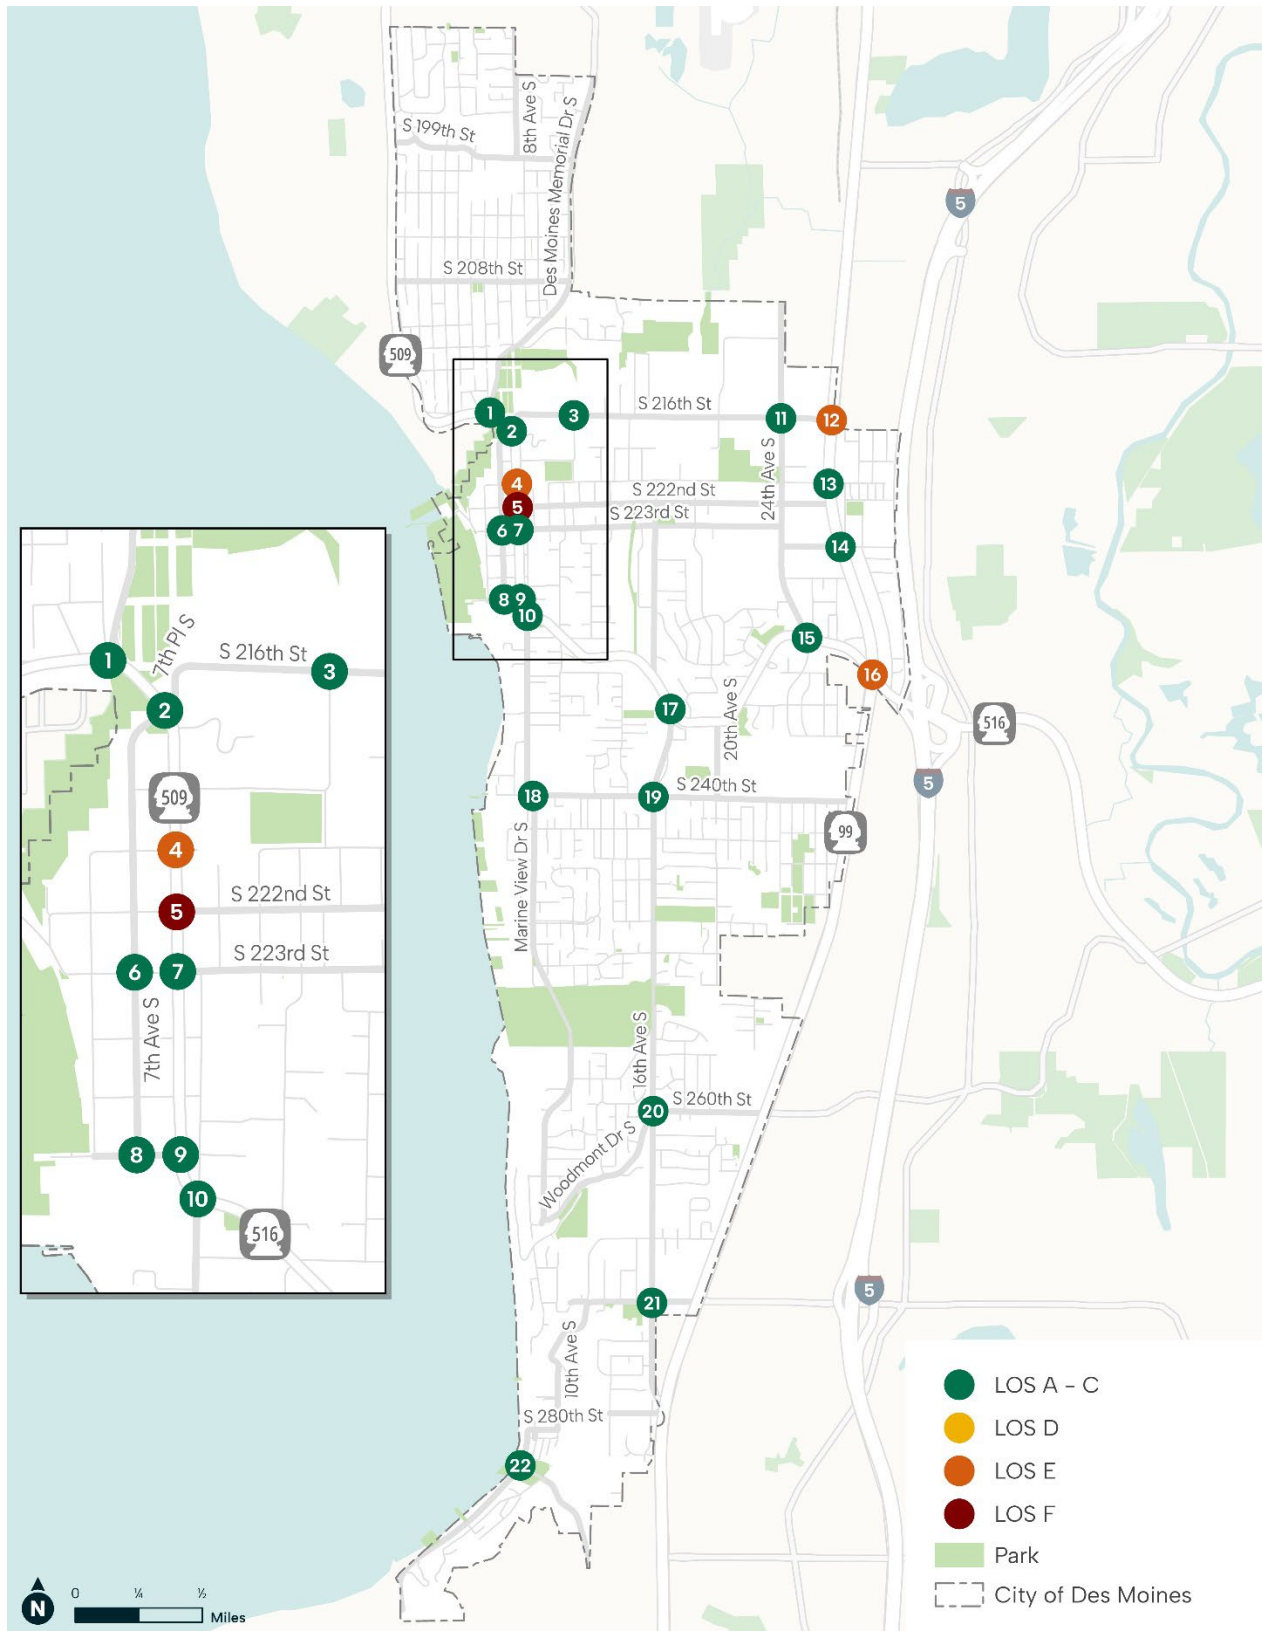 S 199th St
8th Ave S
Des Moines Memorial Dr S
5
S 208th St
509
1
2
3
S 216th St
11
12
4
5
6
7
S 222nd St
S 223rd St
24th Ave S
13
14
8
9
10
15
16
17
20th Ave S
516
5
18
19
S 240th St
99
Marine View Dr S
16th Ave S
20
S 260th St
Woodmont Dr S
21
5
10th Ave S
S 280th St
22
1
7th Pl S
S 216th St
3
2
509
4
5
S 222nd St
6
7
S 223rd St
7th Ave S
8
9
10
516
LOS A - C
LOS D
LOS E
LOS F
Park
City of Des Moines
N
0 ¼ ½
Miles